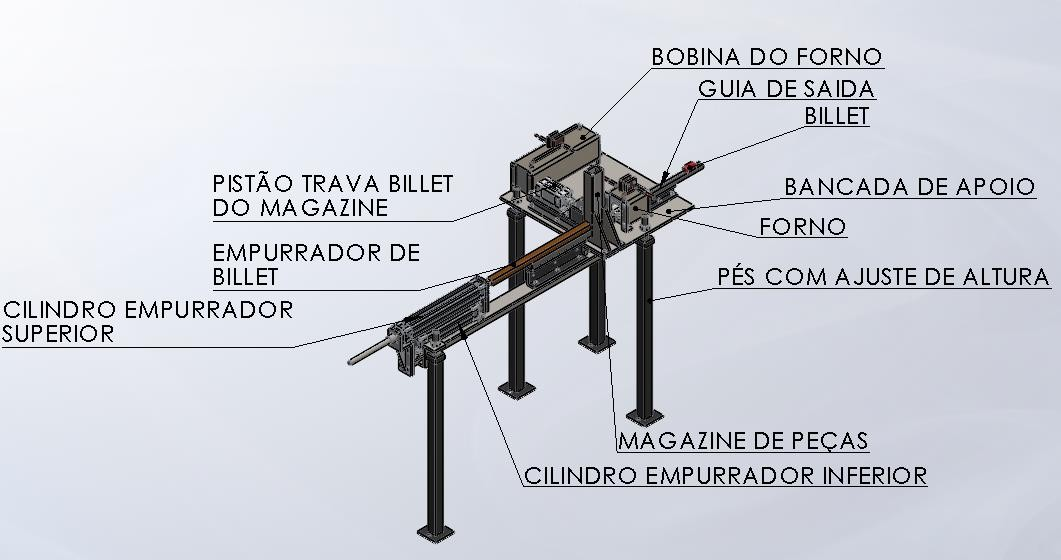 BOBINA DO FORNO
GUIA DE SAIDA
BILLET
PISTÃO TRAVA BILLET
DO MAGAZINE
BANCADA DE APOIO
FORNO
EMPURRADOR DE
BILLET
PÉS COM AJUSTE DE ALTURA
CILINDRO EMPURRADOR
SUPERIOR
MAGAZINE DE PEÇAS
CILINDRO EMPURRADOR INFERIOR